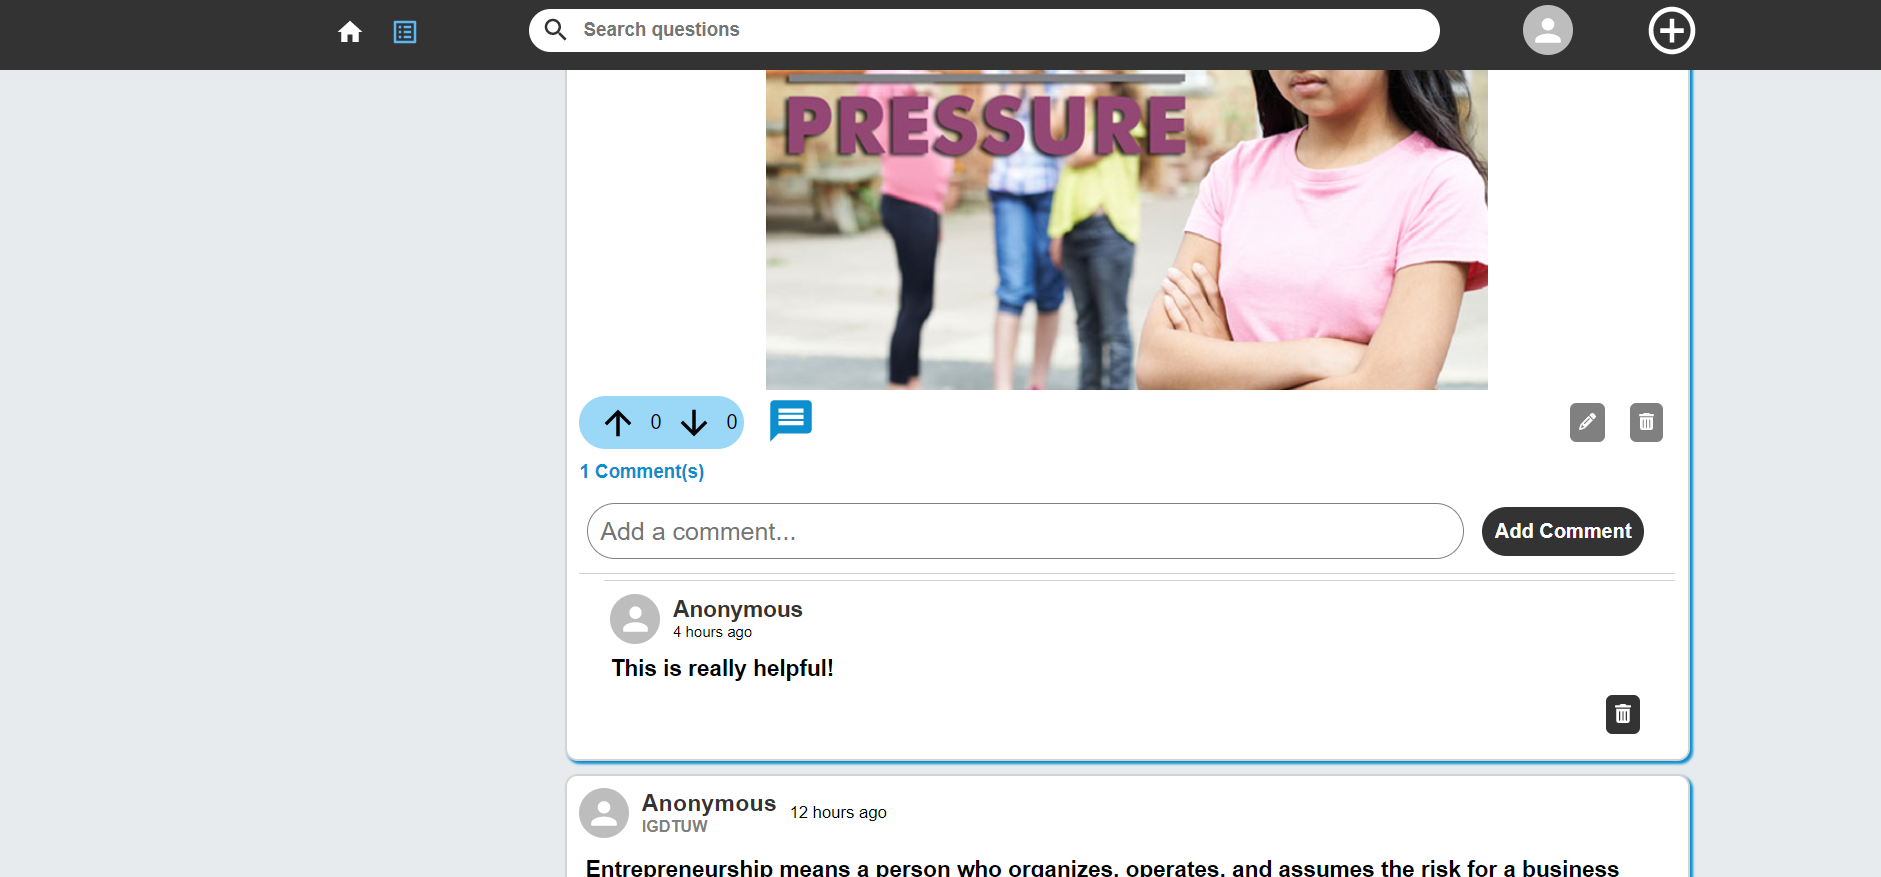 Search questions
PRESSURE
0 0
1 Comment(s)
Add a comment...
Add Comment
Anonymous
4 hours ago
This is really helpful!
Anonymous 12 hours ago
IGDTUW
Entrepreneurship means a person who organizes, operates, and assumes the risk for a business